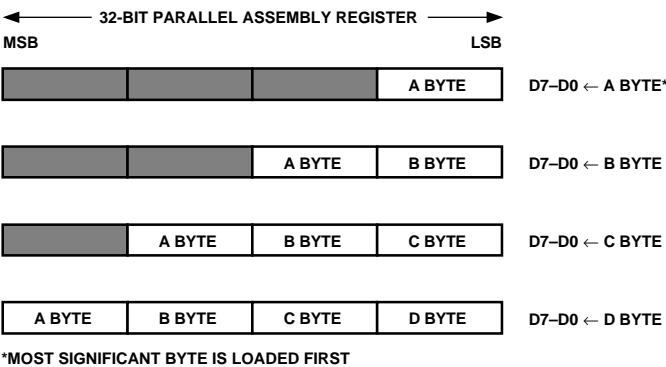 32-BIT PARALLEL ASSEMBLY REGISTER
MSB LSB
A BYTE D7–D0 ← A BYTE*
A BYTE B BYTE D7–D0 ← B BYTE
A BYTE B BYTE C BYTE D7–D0 ← C BYTE
A BYTE B BYTE C BYTE D BYTE D7–D0 ← D BYTE
*MOST SIGNIFICANT BYTE IS LOADED FIRST